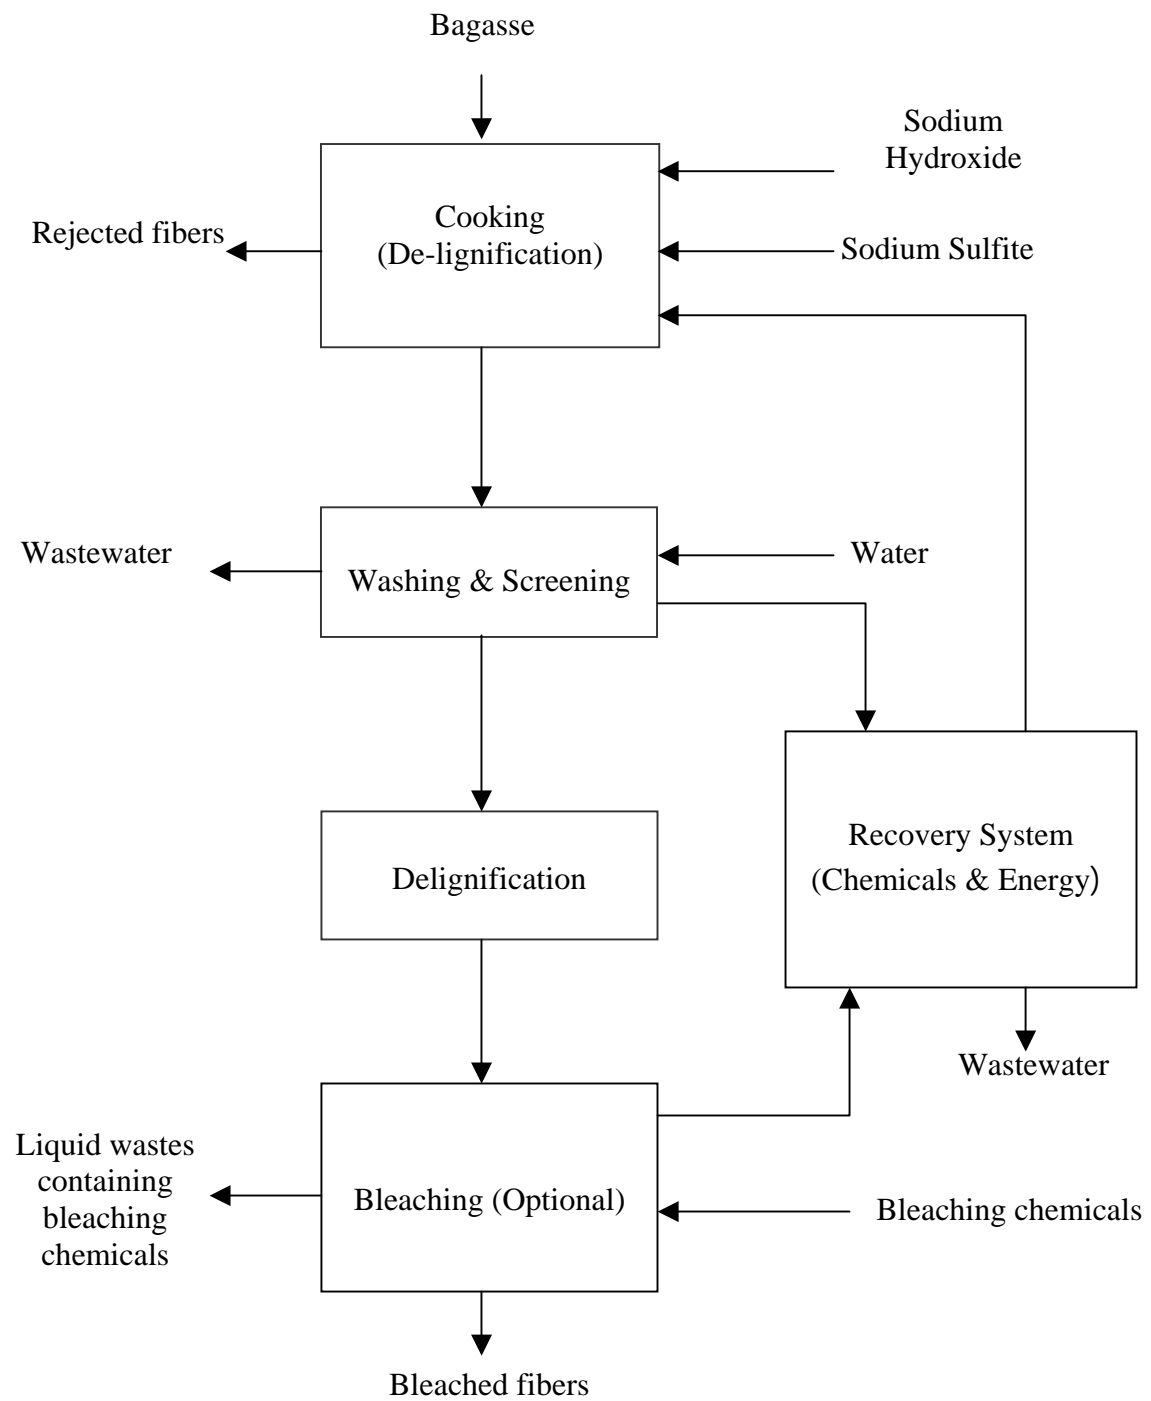 Bagasse
Sodium
Hydroxide
Cooking
(De-lignification)
Rejected fibers
Sodium Sulfite
Wastewater
Water
Washing & Screening
Recovery System
(Chemicals & Energy)
Delignification
Wastewater
Liquid wastes
containing
bleaching
chemicals
Bleaching (Optional)
Bleaching chemicals
Bleached fibers